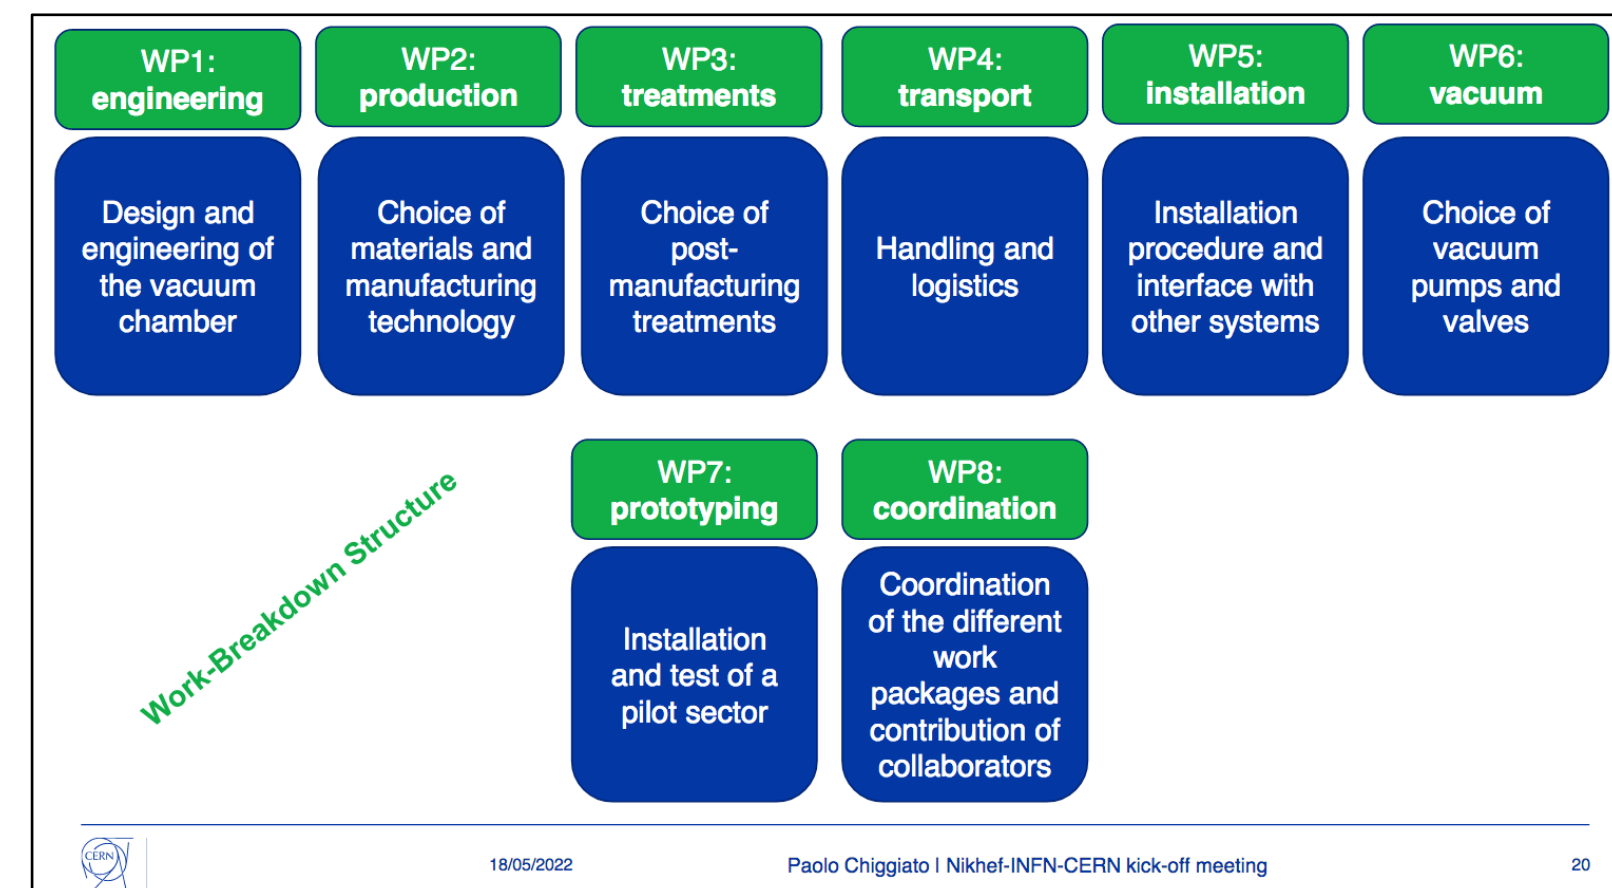 WP1:
engineering
WP2:
production
WP3:
treatments
WP4:
transport
WP5:
installation
WP6:
vacuum
Design and
engineering of
the vacuum
chamber
Choice of
materials and
manufacturing
technology
Choice of
post-
manufacturing
treatments
Handling and
logistics
Installation
procedure and
interface with
other systems
Choice of
vacuum
pumps and
valves
Work-Breakdown Structure
WP7:
prototyping
WP8:
coordination
Installation
and test of a
pilot sector
Coordination
of the different
work
packages and
contribution of
collaborators
CERN
18/05/2022
Paolo Chiggiato I Nikhef-INFN-CERN kick-off meeting
20